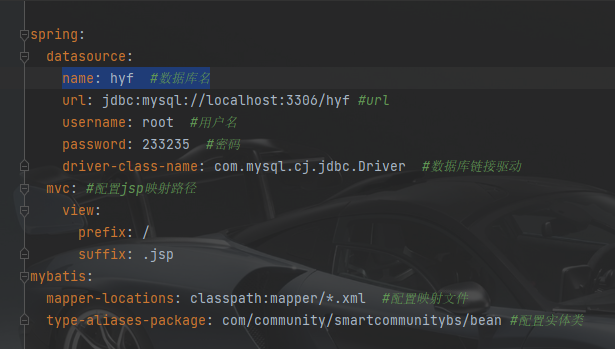 spring:
  datasource:
    name: hyf  #数据库名
    url: jdbc:mysql://localhost:3306/hyf #url
    username: root  #用户名
    password: 233235  #密码
    driver-class-name: com.mysql.cj.jdbc.Driver  #数据库链接驱动
  mvc: #配置jsp映射路径
    view:
      prefix: /
      suffix: .jsp
mybatis:
  mapper-locations: classpath:mapper/*.xml  #配置映射文件
  type-aliases-package: com/community/smartcommunitybs/bean #配置实体类